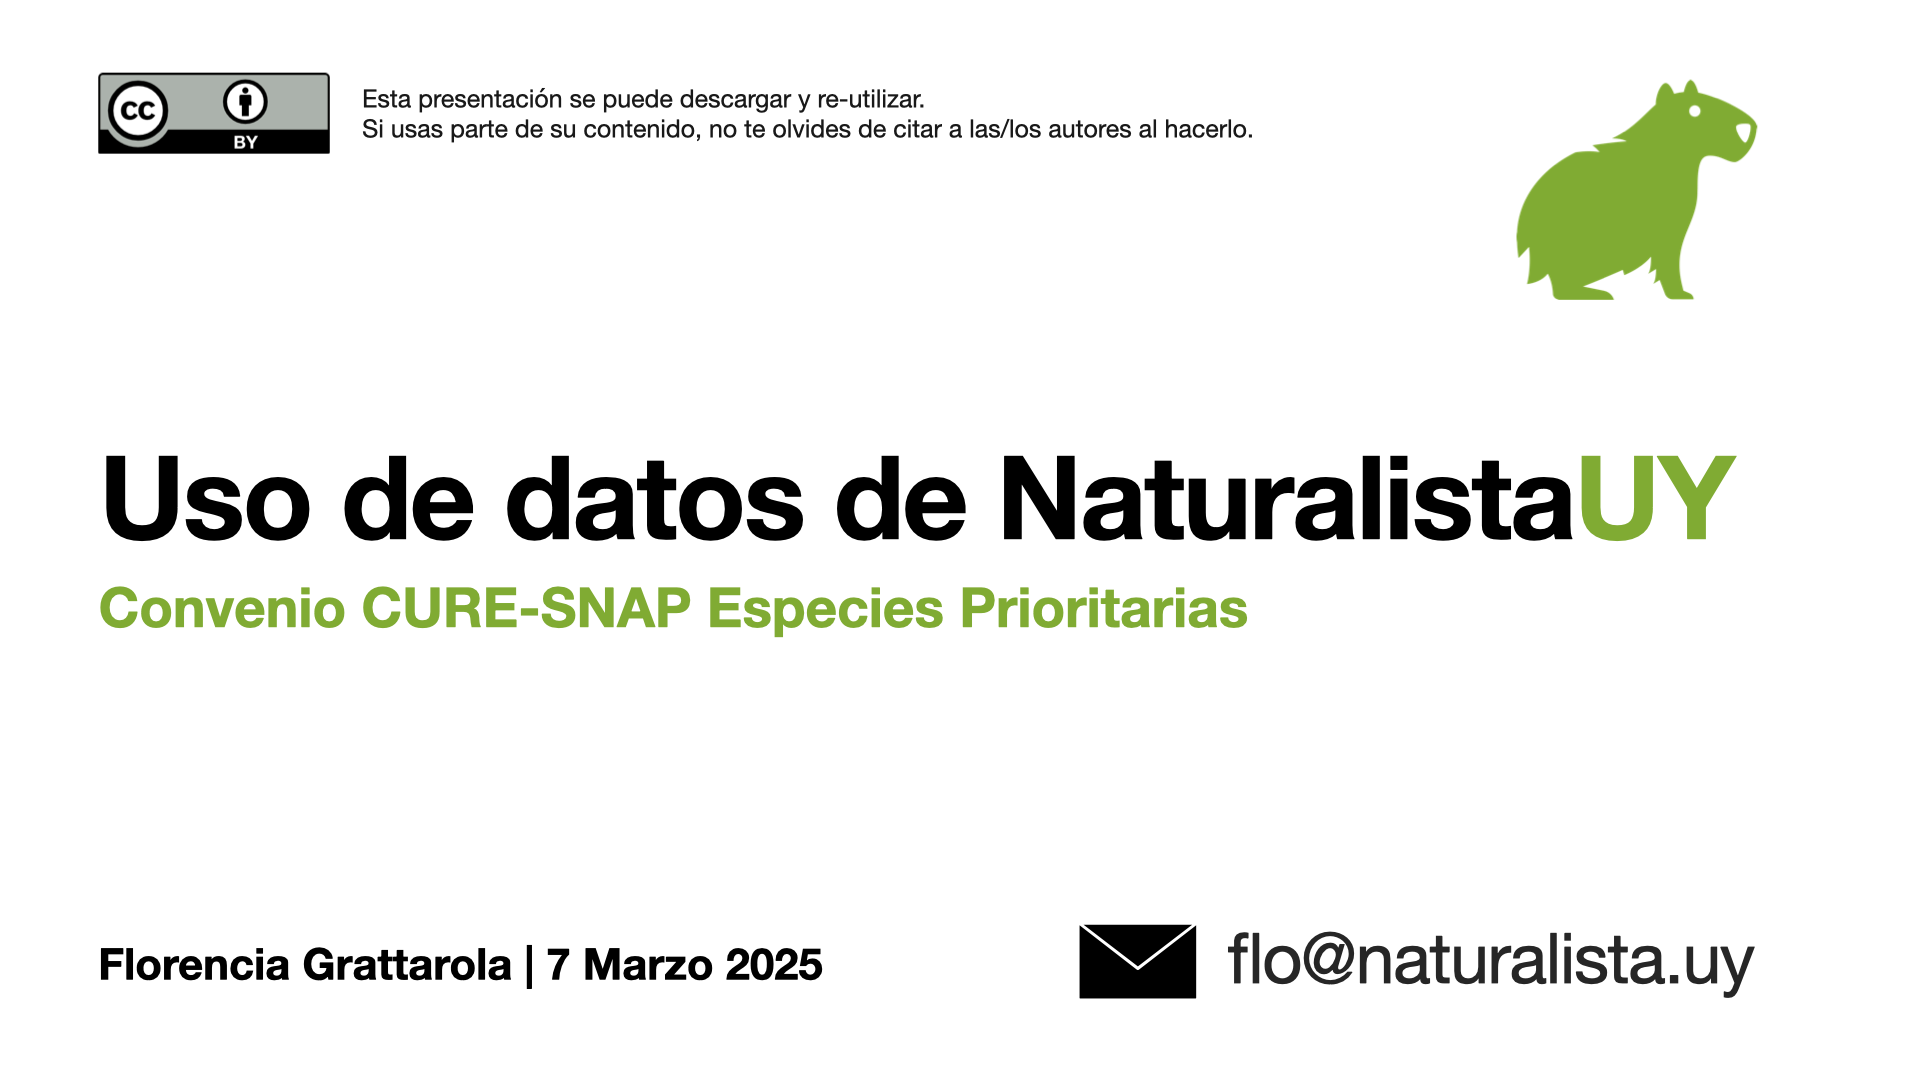 CC
BY
Esta presentación se puede descargar y re-utilizar.
Si usas parte de su contenido, no te olvides de citar a las/los autores al hacerlo.
Uso de datos de NaturalistaUY
Convenio CURE-SNAP Especies Prioritarias
Florencia Grattarola | 7 Marzo 2025
flo@naturalista.uy